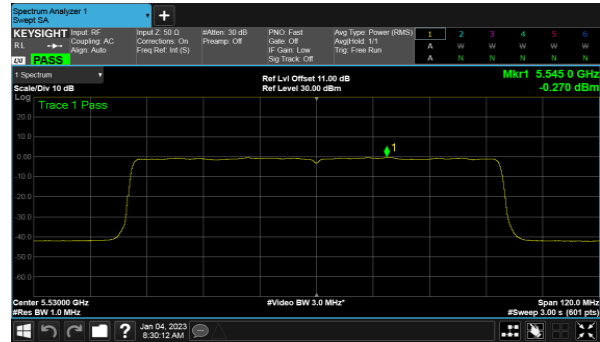 Spectrum Analyzer 1
Swept SA
+
KEYSIGHT Input: RF Input Z: 50 Ω #Atten: 30 dB PNO: Fast Avg Type: Power (RMS) 1 2 3 4 5 6
R L Coupling: AC Corrections: On Preamp: Off Gate: Off Avg|Hold: 1/1 A W W W W W
Align: Auto Freq Ref: Int (S) IF Gain: Low Trig: Free Run
LXI PASS Sig Track: Off A N N N N N
1 Spectrum Ref Lvl Offset 11.00 dB Mkr1 5.545 0 GHz
Scale/Div 10 dB Ref Level 30.00 dBm -0.270 dBm
Log Trace 1 Pass
20.0
10.0
1
0.00
-10.0
-20.0
-30.0
-40.0
-50.0
-60.0
Center 5.53000 GHz #Video BW 3.0 MHz* Span 120.0 MHz
#Res BW 1.0 MHz #Sweep 3.00 s (601 pts)
? Jan 04, 2023
8:30:12 AM